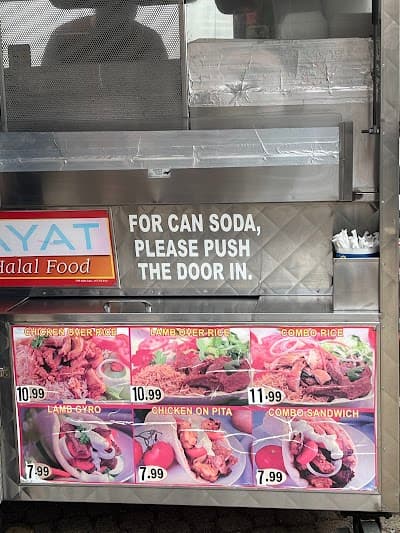 AYAT
Halal Food
FOR CAN SODA,
PLEASE PUSH
THE DOOR IN.
CHICKEN OVER RICE
LAMB OVER RICE
COMBO RICE
10.99
10.99
11.99
LAMB GYRO
CHICKEN ON PITA
COMBO SANDWICH
7.99
7.99
7.99